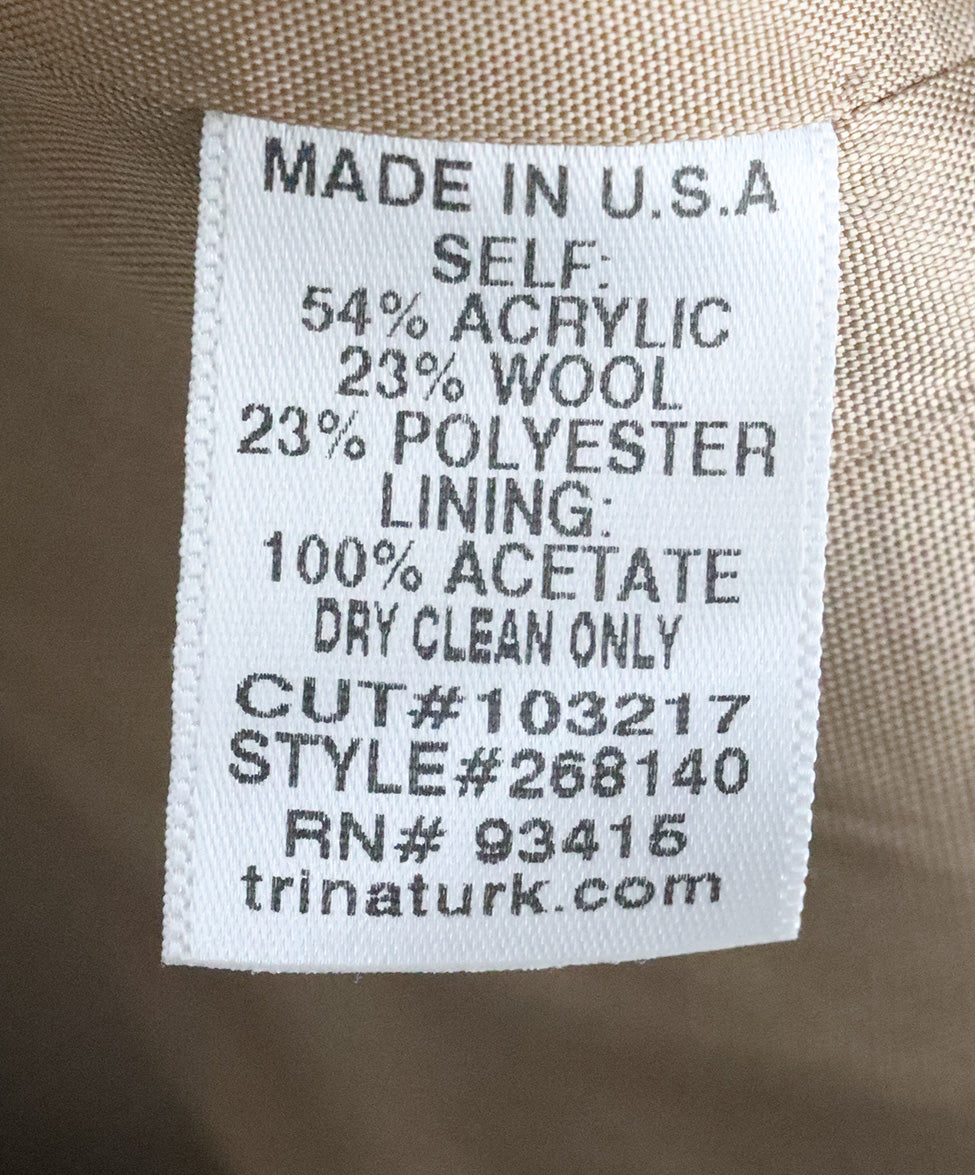 MADE IN U.S.A
SELF:
54% ACRYLIC
23% WOOL
23% POLYESTER
LINING:
100% ACETATE
DRY CLEAN ONLY
CUT#103217
STYLE#268140
RN# 93415
trinaturk.com